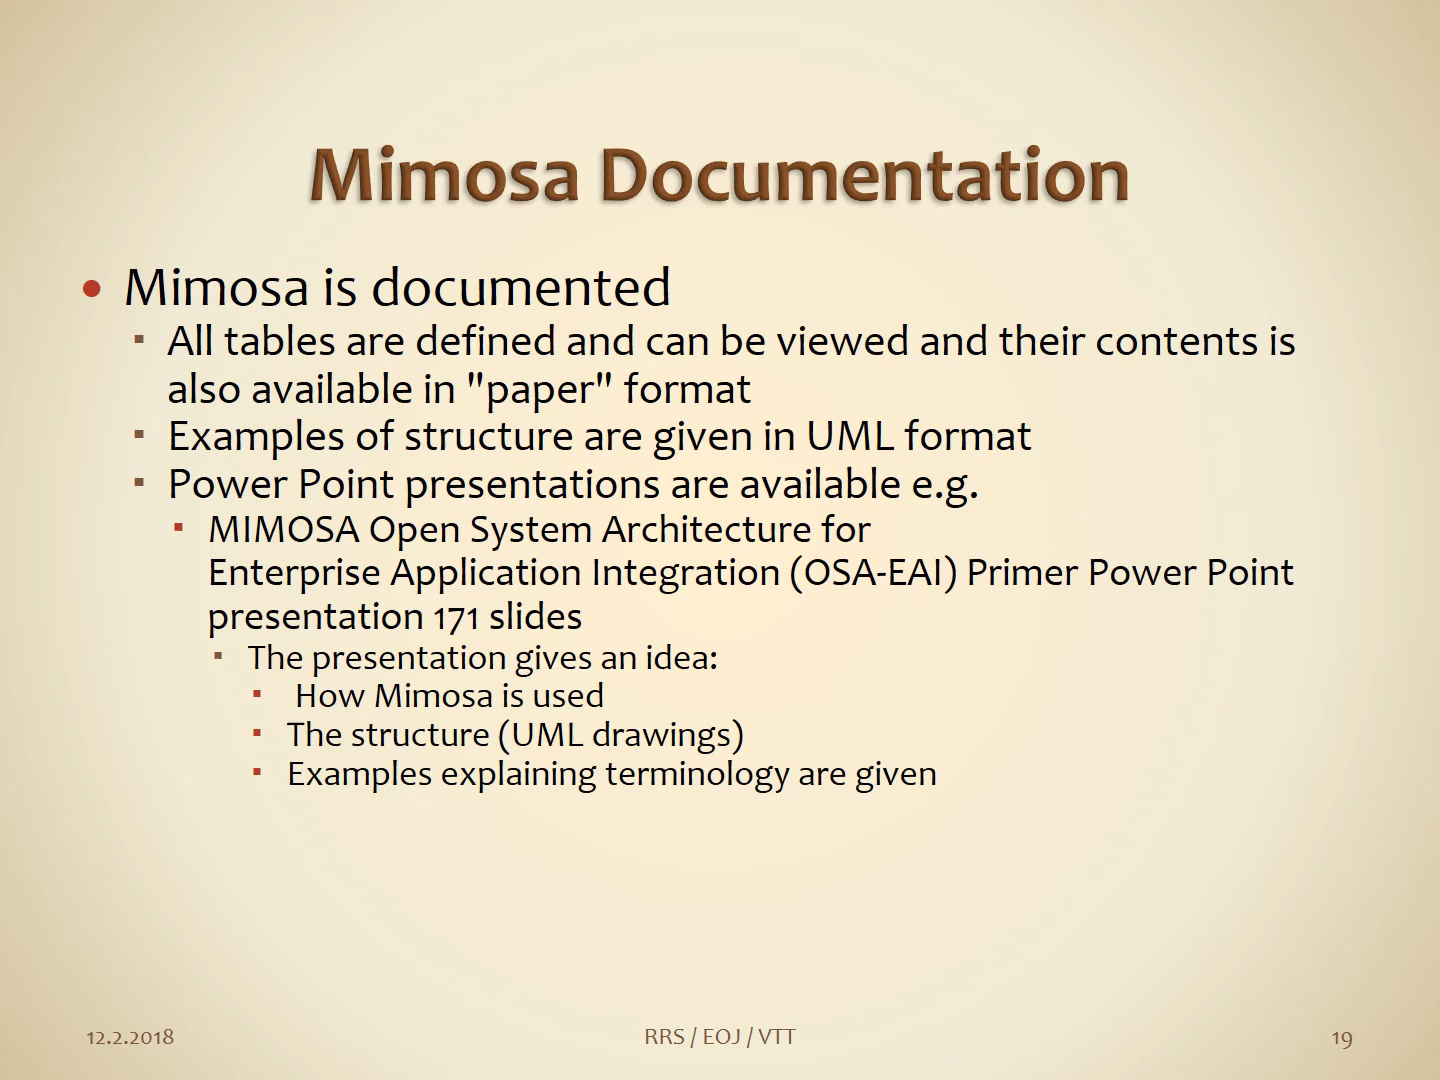 Mimosa Documentation
• Mimosa is documented
▪ All tables are defined and can be viewed and their contents is
also available in "paper" format
▪ Examples of structure are given in UML format
▪ Power Point presentations are available e.g.
▪ MIMOSA Open System Architecture for
Enterprise Application Integration (OSA-EAI) Primer Power Point
presentation 171 slides
▪ The presentation gives an idea:
▪ How Mimosa is used
▪ The structure (UML drawings)
▪ Examples explaining terminology are given
12.2.2018
RRS / EOJ / VTT
19